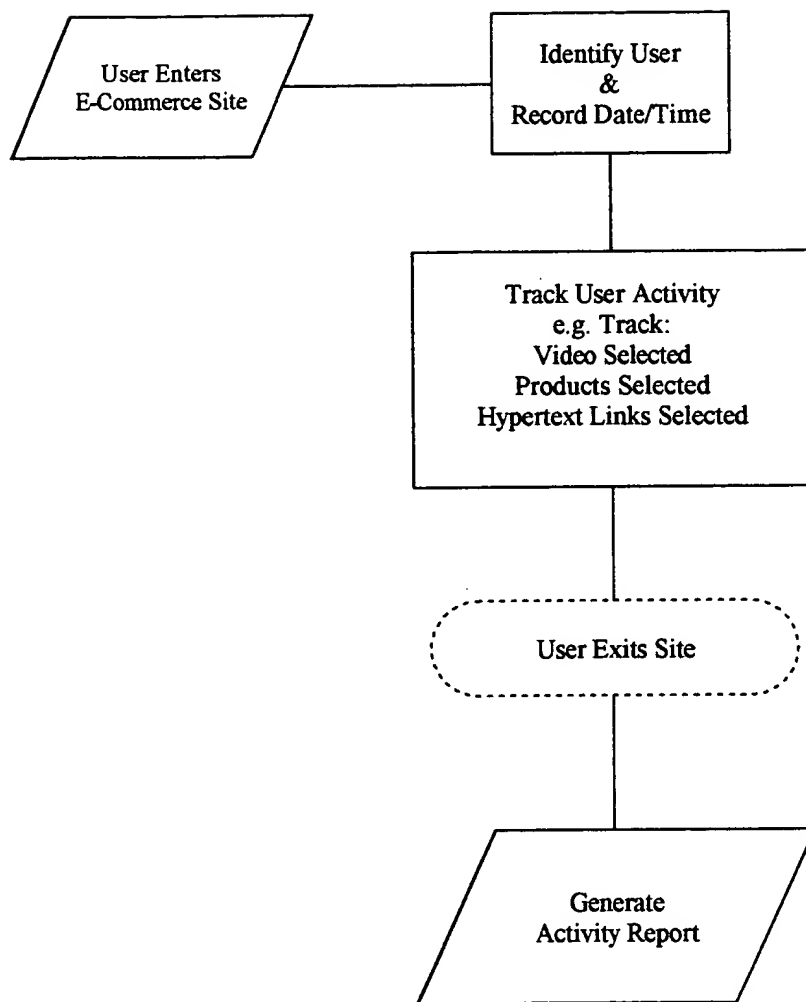 User Enters
E-Commerce Site
Identify User
&
Record Date/Time
Track User Activity
e.g. Track:
Video Selected
Products Selected
Hypertext Links Selected
User Exits Site
Generate
Activity Report